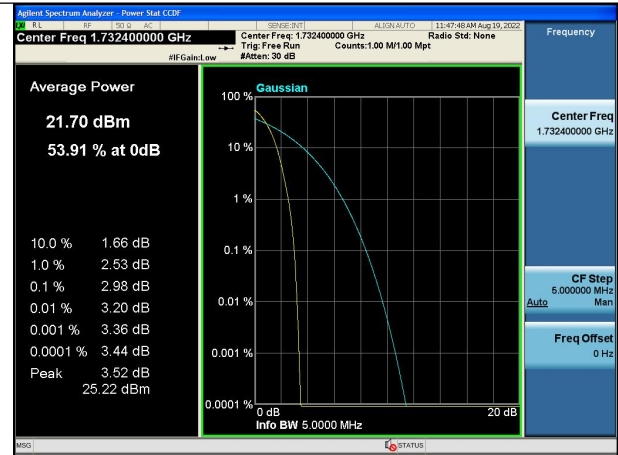 Agilent Spectrum Analyzer - Power Stat CCDF
RL RF 50 Ω AC SENSE:INT ALIGN AUTO 11:47:48 AM Aug 19, 2022
Center Freq 1.732400000 GHz
Center Freq: 1.732400000 GHz Radio Std: None
Trig: Free Run Counts:1.00 M/1.00 Mpt
#IFGain:Low #Atten: 30 dB
Frequency
Average Power
21.70 dBm
53.91 % at 0dB
10.0 % 1.66 dB
1.0 % 2.53 dB
0.1 % 2.98 dB
0.01 % 3.20 dB
0.001 % 3.36 dB
0.0001 % 3.44 dB
Peak 3.52 dB
25.22 dBm
Gaussian
100 %
10 %
1 %
0.1 %
0.01 %
0.001 %
0.0001 %
0 dB 20 dB
Info BW 5.0000 MHz
Center Freq
1.732400000 GHz
CF Step
5.000000 MHz
Auto Man
Freq Offset
0 Hz
MSG STATUS